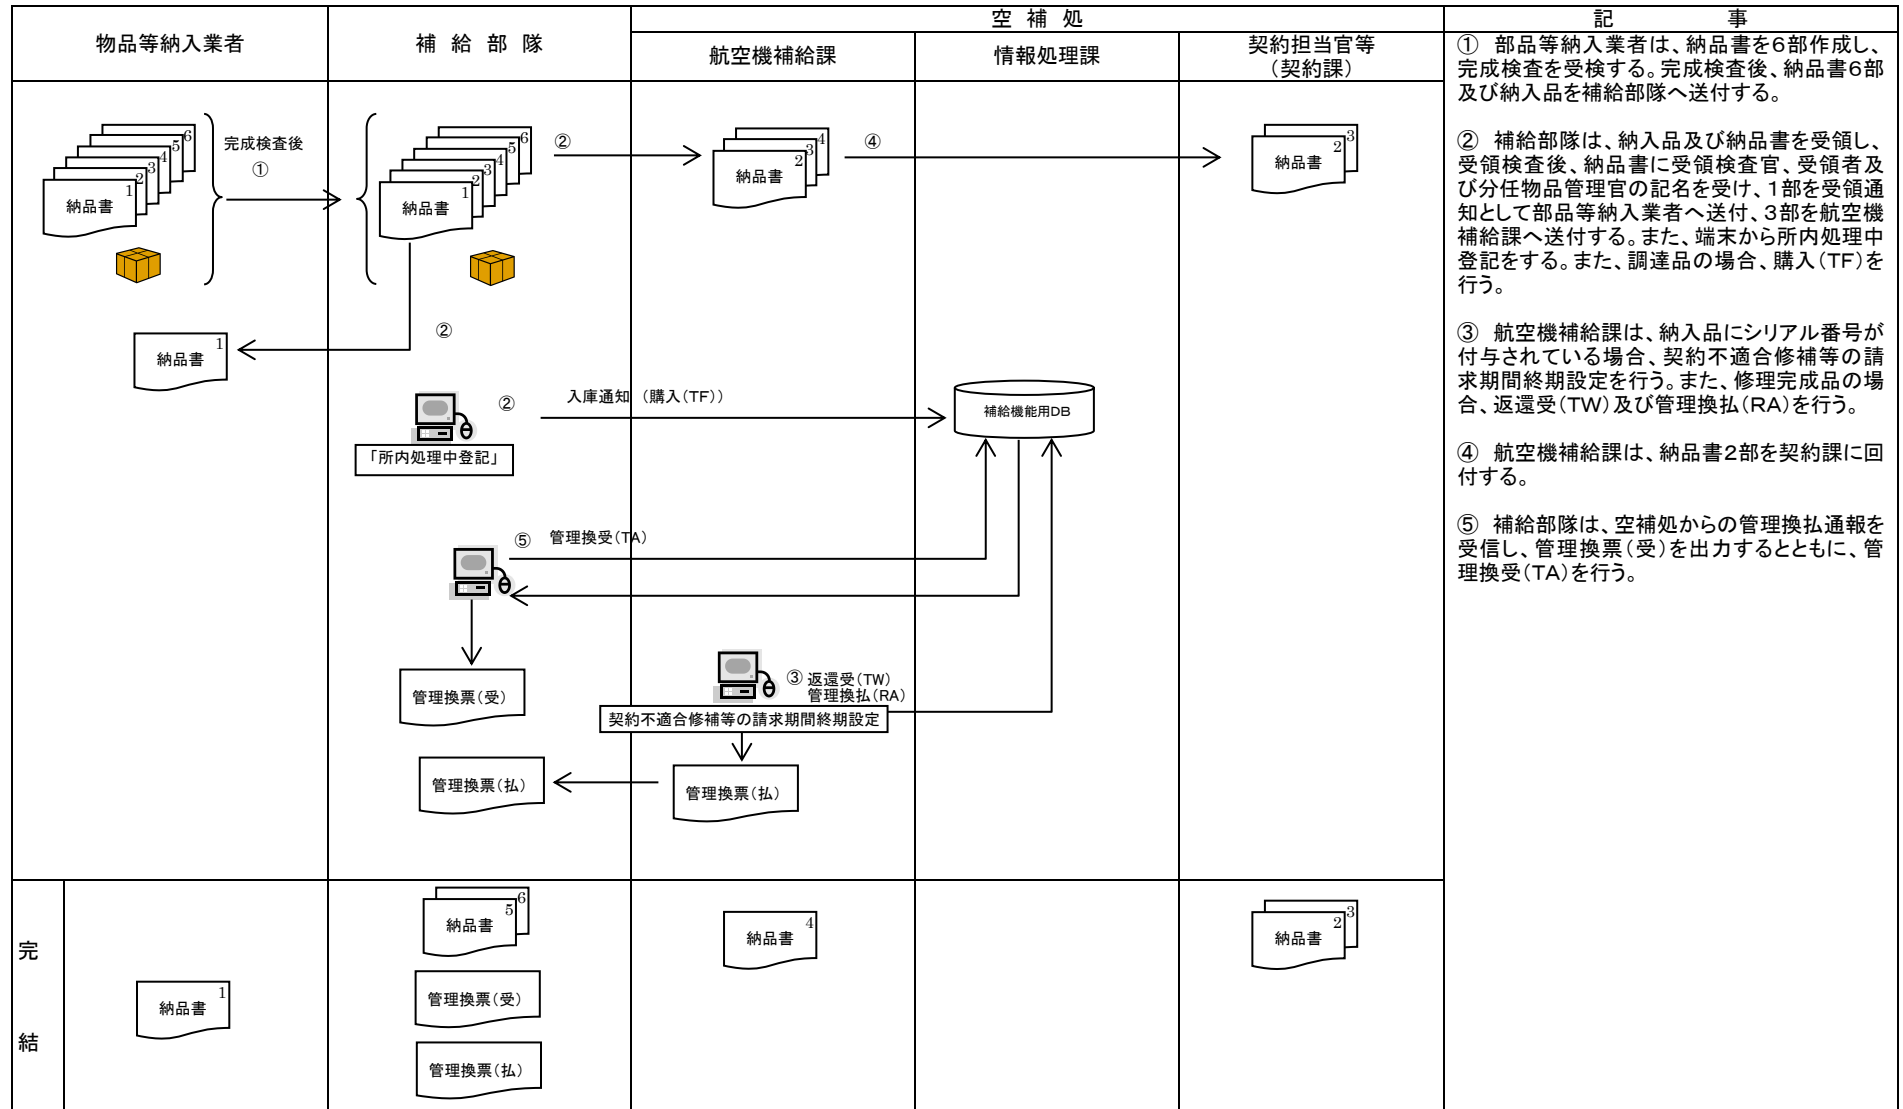 物品等納入業者
補 給 部 隊
空 補 処
航空機補給課
情報処理課
契約担当官等
（契約課）
記 事
完成検査後
①
納品書
1
2
3
4
5
6
納品書
1
2
3
4
5
6
②
納品書
2
3
4
④
納品書
2
3
②
納品書
1
②
入庫通知 （購入（TF））
補給機能用DB
「所内処理中登記」
⑤
管理換受（TA）
管理換票（受）
③ 返還受（TW）
管理換払（RA）
契約不適合修補等の請求期間終期設定
管理換票（払）
管理換票（払）
① 部品等納入業者は、納品書を６部作成し、
完成検査を受検する。完成検査後、納品書６部
及び納入品を補給部隊へ送付する。
② 補給部隊は、納入品及び納品書を受領し、
受領検査後、納品書に受領検査官、受領者及
び分任物品管理官の記名を受け、１部を受領通
知として部品等納入業者へ送付、３部を航空機
補給課へ送付する。また、端末から所内処理中
登記をする。また、調達品の場合、購入（TF）を
行う。
③ 航空機補給課は、納入品にシリアル番号が
付与されている場合、契約不適合修補等の請
求期間終期設定を行う。また、修理完成品の場
合、返還受（TW）及び管理換払（RA）を行う。
④ 航空機補給課は、納品書２部を契約課に回
付する。
⑤ 補給部隊は、空補処からの管理換払通報を
受信し、管理換票（受）を出力するとともに、管
理換受（TA）を行う。
完
結
納品書
1
納品書
5
6
管理換票（受）
管理換票（払）
納品書
4
納品書
2
3